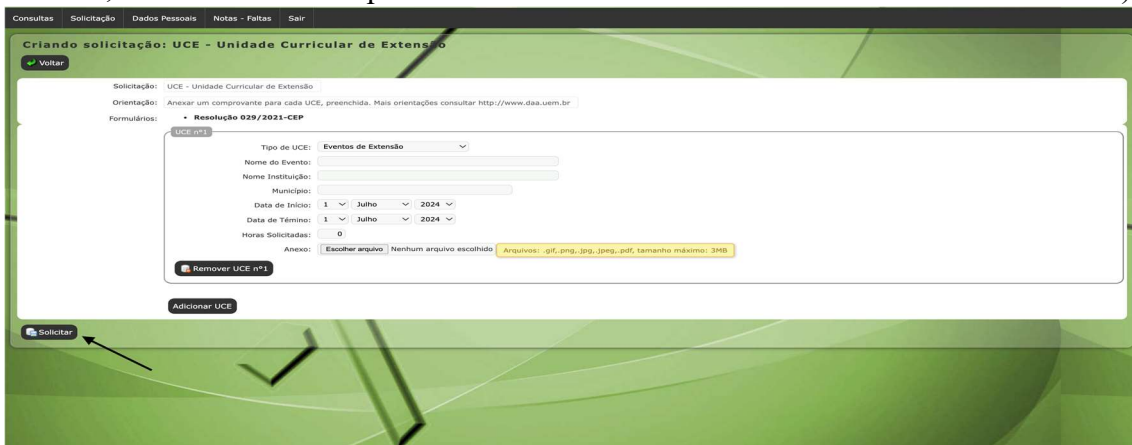 Consultas Solicitação Dados Pessoais Notas - Faltas Sair
Criando solicitação: UCE - Unidade Curricular de Extensão
Voltar
Solicitação: UCE - Unidade Curricular de Extensão
Orientação: Anexar um comprovante para cada UCE, preenchida. Mais orientações consultar http://www.daa.uem.br
Formulários: • Resolução 029/2021-CEP
UCE nº1
Tipo de UCE: Eventos de Extensão
Nome do Evento:
Nome Instituição:
Município:
Data de Início: 1 Julho 2024
Data de Témino: 1 Julho 2024
Horas Solicitadas: 0
Anexo: Escolher arquivo Nenhum arquivo escolhido Arquivos: .gif,.png,.jpg,.jpeg,.pdf, tamanho máximo: 3MB
Remover UCE nº1
Adicionar UCE
Solicitar